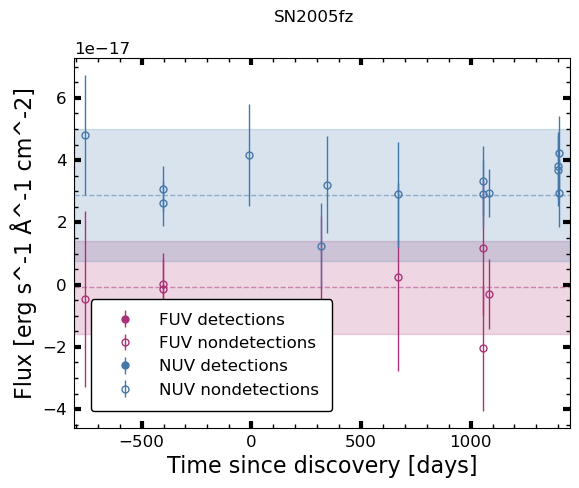 SN2005fz
1e−17
6
4
2
0
−2
−4
Flux [erg s^-1 Å^-1 cm^-2]
FUV detections
FUV nondetections
NUV detections
NUV nondetections
−500
0
500
1000
Time since discovery [days]